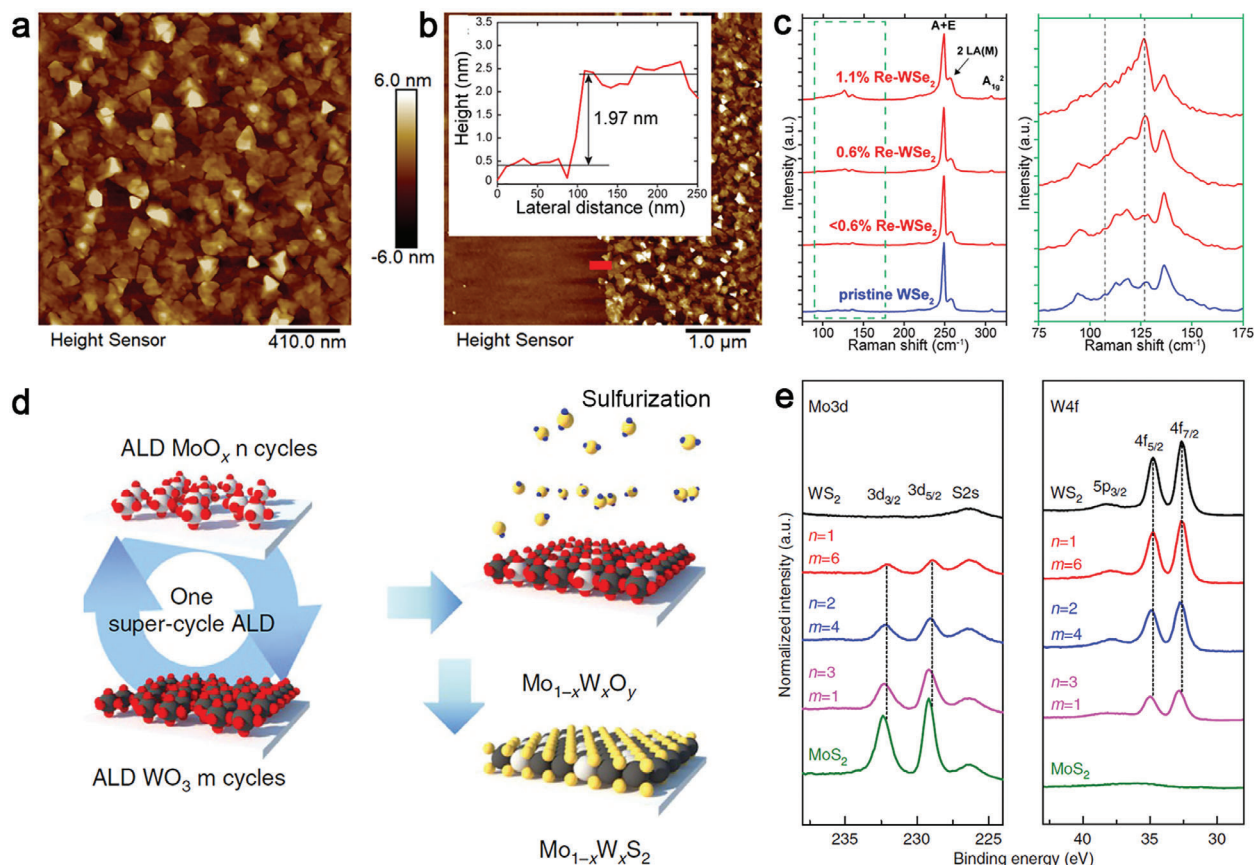 a
6.0 nm
-6.0 nm
Height Sensor
410.0 nm
b
Height (nm)
3.5
3.0
2.5
2.0
1.5
1.0
0.5
0.0
1.97 nm
0 50 100 150 200 250
Lateral distance (nm)
Height Sensor
1.0 µm
c
Intensity (a.u.)
A+E
2 LA(M)
A₁g²
1.1% Re-WSe₂
0.6% Re-WSe₂
<0.6% Re-WSe₂
pristine WSe₂
100 150 200 250 300
Raman shift (cm⁻¹)
Intensity (a.u.)
75 100 125 150 175
Raman shift (cm⁻¹)
d
ALD MoOₓ n cycles
One
super-cycle ALD
ALD WO₃ m cycles
Sulfurization
Mo₁₋ₓWₓOᵧ
Mo₁₋ₓWₓS₂
e
Normalized intensity (a.u.)
Mo3d
WS₂
3d₃/₂
3d₅/₂
S2s
n=1
m=6
n=2
m=4
n=3
m=1
MoS₂
235 230 225
W4f
WS₂
5p₃/₂
4f₅/₂
4f₇/₂
n=1
m=6
n=2
m=4
n=3
m=1
MoS₂
40 35 30
Binding energy (eV)